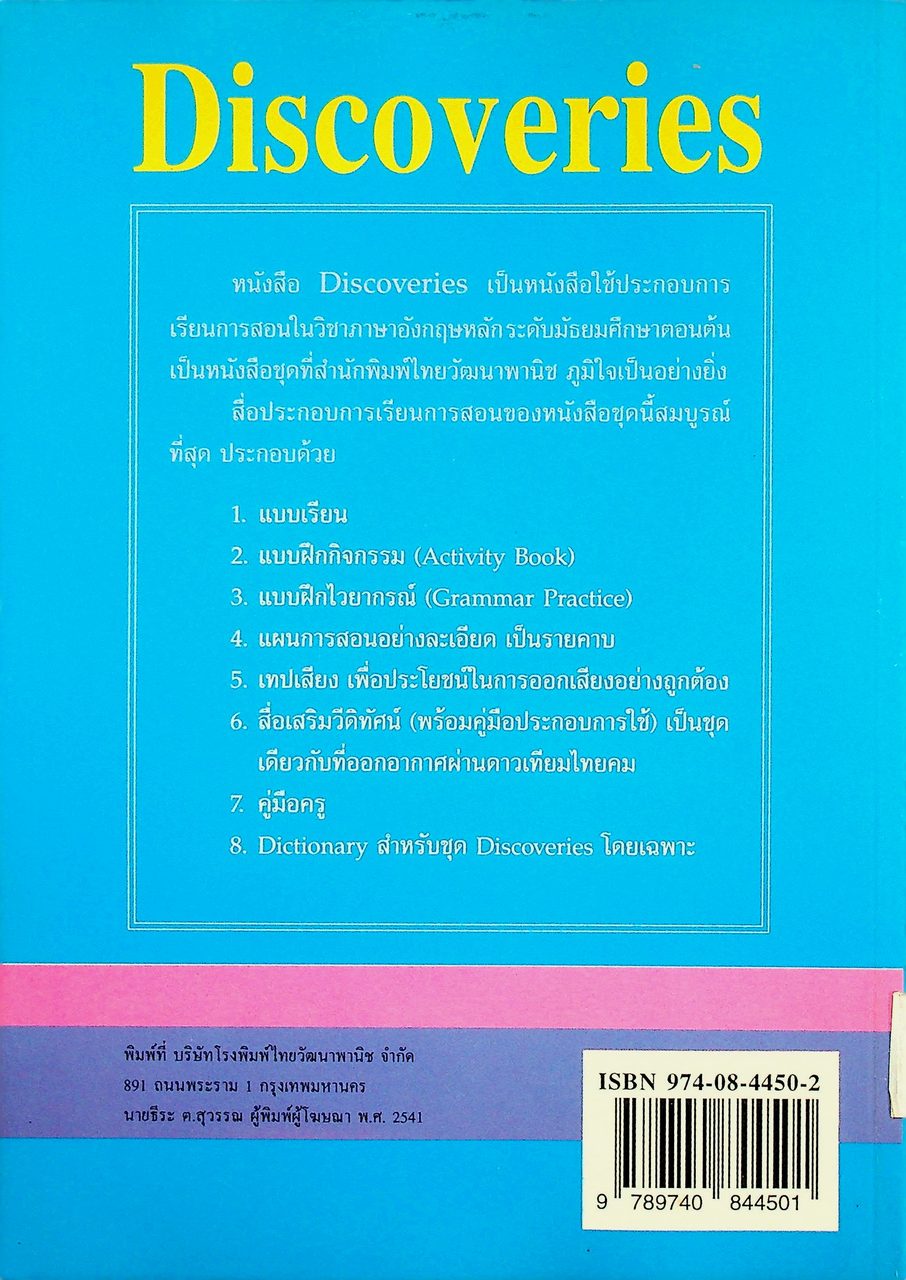 Discoveries
หนังสือ Discoveries เป็นหนังสือใช้ประกอบการ
เรียนการสอนในวิชาภาษาอังกฤษหลักระดับมัธยมศึกษาตอนต้น
เป็นหนังสือชุดที่สำนักพิมพ์ไทยวัฒนาพานิช ภูมิใจเป็นอย่างยิ่ง
สื่อประกอบการเรียนการสอนของหนังสือชุดนี้สมบูรณ์
ที่สุด ประกอบด้วย
1. แบบเรียน
2. แบบฝึกกิจกรรม (Activity Book)
3. แบบฝึกไวยากรณ์ (Grammar Practice)
4. แผนการสอนอย่างละเอียด เป็นรายคาบ
5. เทปเสียง เพื่อประโยชน์ในการออกเสียงอย่างถูกต้อง
6. สื่อเสริมวีดิทัศน์ (พร้อมคู่มือประกอบการใช้) เป็นชุด
เดียวกับที่ออกอากาศผ่านดาวเทียมไทยคม
7. คู่มือครู
8. Dictionary สำหรับชุด Discoveries โดยเฉพาะ
พิมพ์ที่ บริษัทโรงพิมพ์ไทยวัฒนาพานิช จำกัด
891 ถนนพระราม 1 กรุงเทพมหานคร
นายธีระ ต.สุวรรณ ผู้พิมพ์ผู้โฆษณา พ.ศ. 2541
ISBN 974-08-4450-2
9 789740 844501